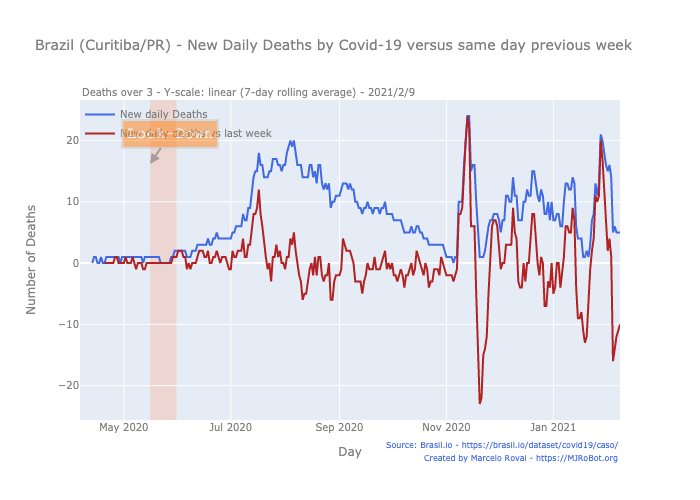 Brazil (Curitiba/PR) - New Daily Deaths by Covid-19 versus same day previous week
Deaths over 3 - Y-scale: linear (7-day rolling average) - 2021/2/9
New daily Deaths
New daily deaths vs last week
Lock-Down
20
10
0
−10
−20
Number of Deaths
May 2020
Jul 2020
Sep 2020
Nov 2020
Jan 2021
Day
Source: Brasil.io - https://brasil.io/dataset/covid19/caso/
Created by Marcelo Rovai - https://MJRoBot.org